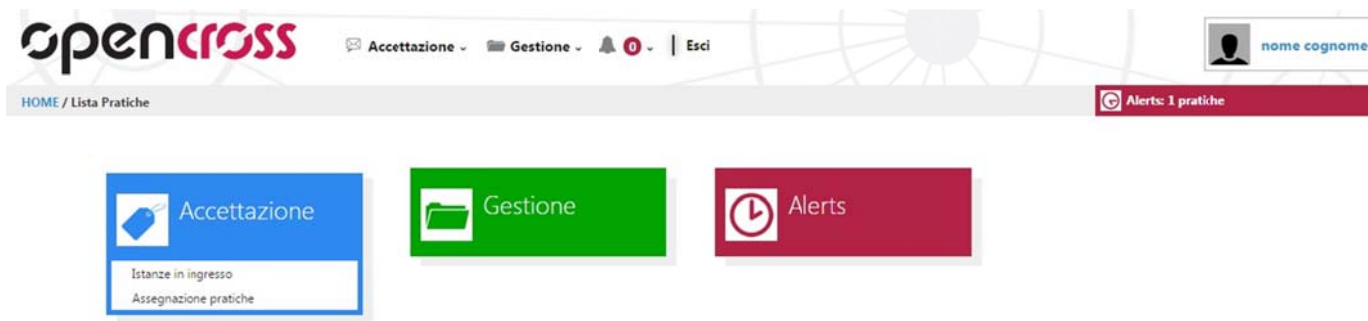 opencross
Accettazione Gestione 0 Esci
nome cognome
HOME / Lista Pratiche
Alerts: 1 pratiche
Accettazione
Gestione
Alerts
Istanze in ingresso
Assegnazione pratiche